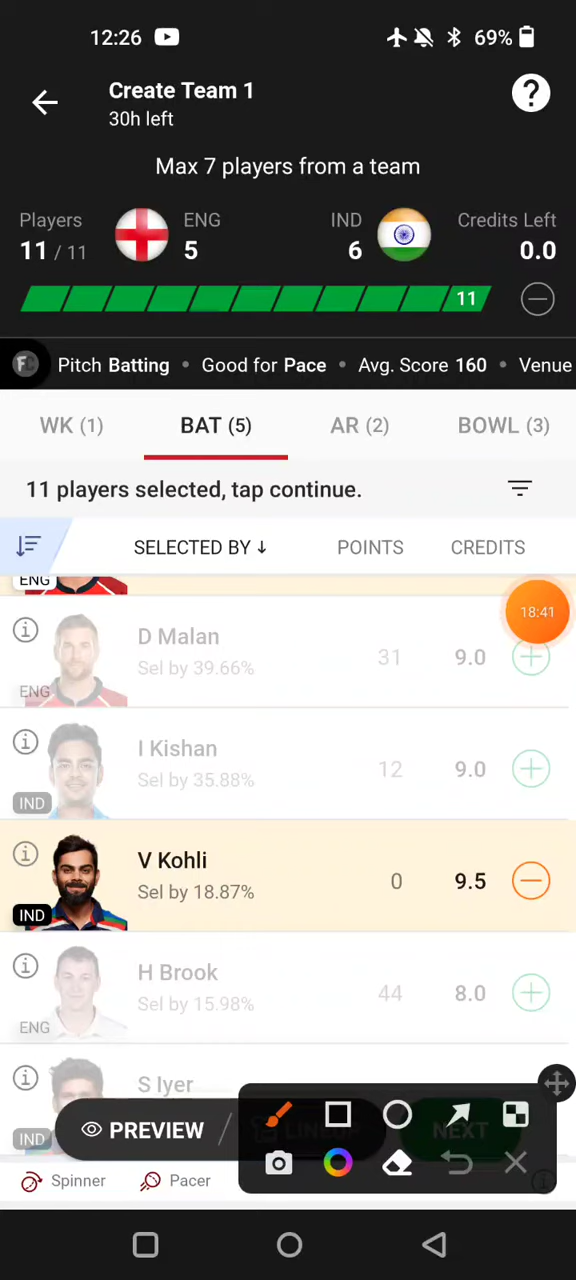 12:26 69%
Create Team 1
30h left
?
Max 7 players from a team
Players ENG IND Credits Left
11 / 11 5 6 0.0
11
Pitch Batting • Good for Pace • Avg. Score 160 • Venue
WK (1) BAT (5) AR (2) BOWL (3)
11 players selected, tap continue.
SELECTED BY ↓ POINTS CREDITS
ENG
18:41
D Malan
Sel by 39.66% 31 9.0
ENG
I Kishan
Sel by 35.88% 12 9.0
IND
V Kohli
Sel by 18.87% 0 9.5
IND
H Brook
Sel by 15.98% 44 8.0
ENG
S Iyer
IND
PREVIEW LINEUP NEXT
Spinner Pacer